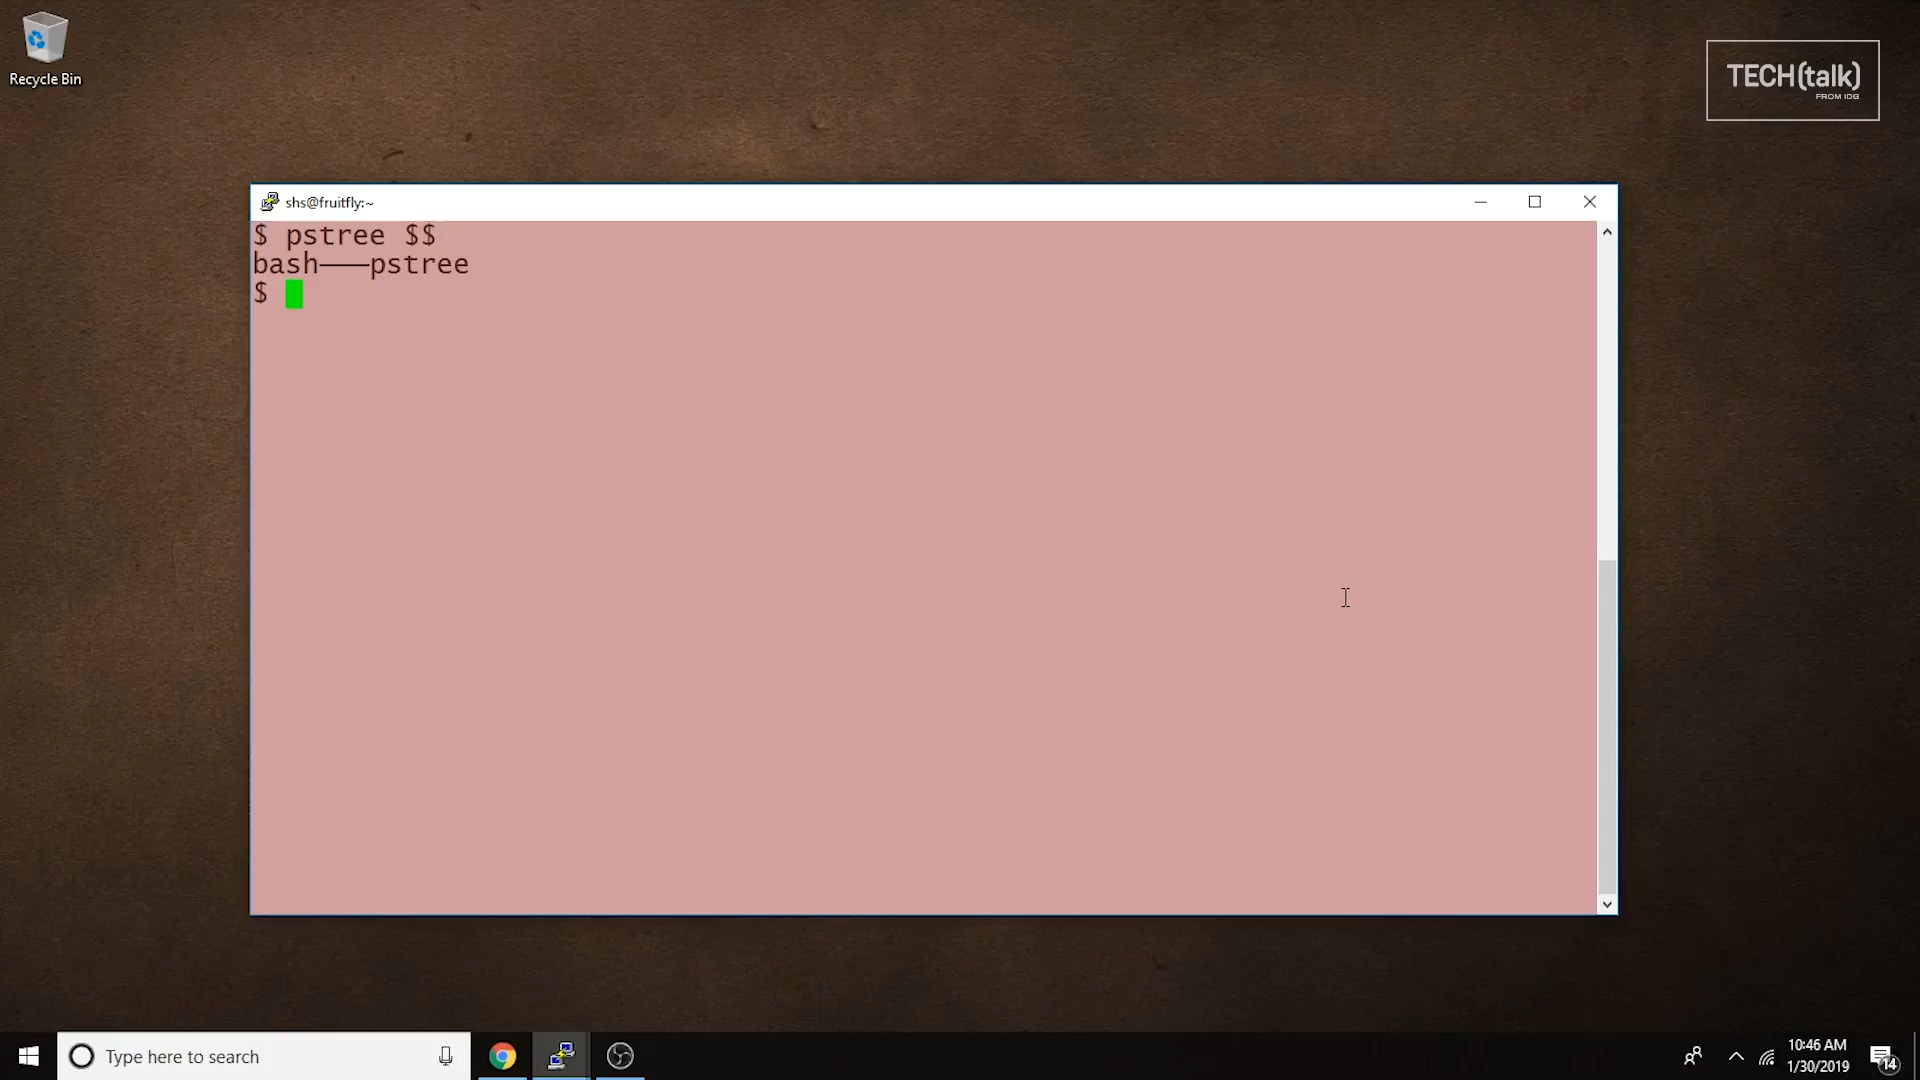 Recycle Bin
TECH(talk)
FROM IDG
shs@fruitfly:~
$ pstree $$
bash───pstree
$
Type here to search
10:46 AM
1/30/2019
14